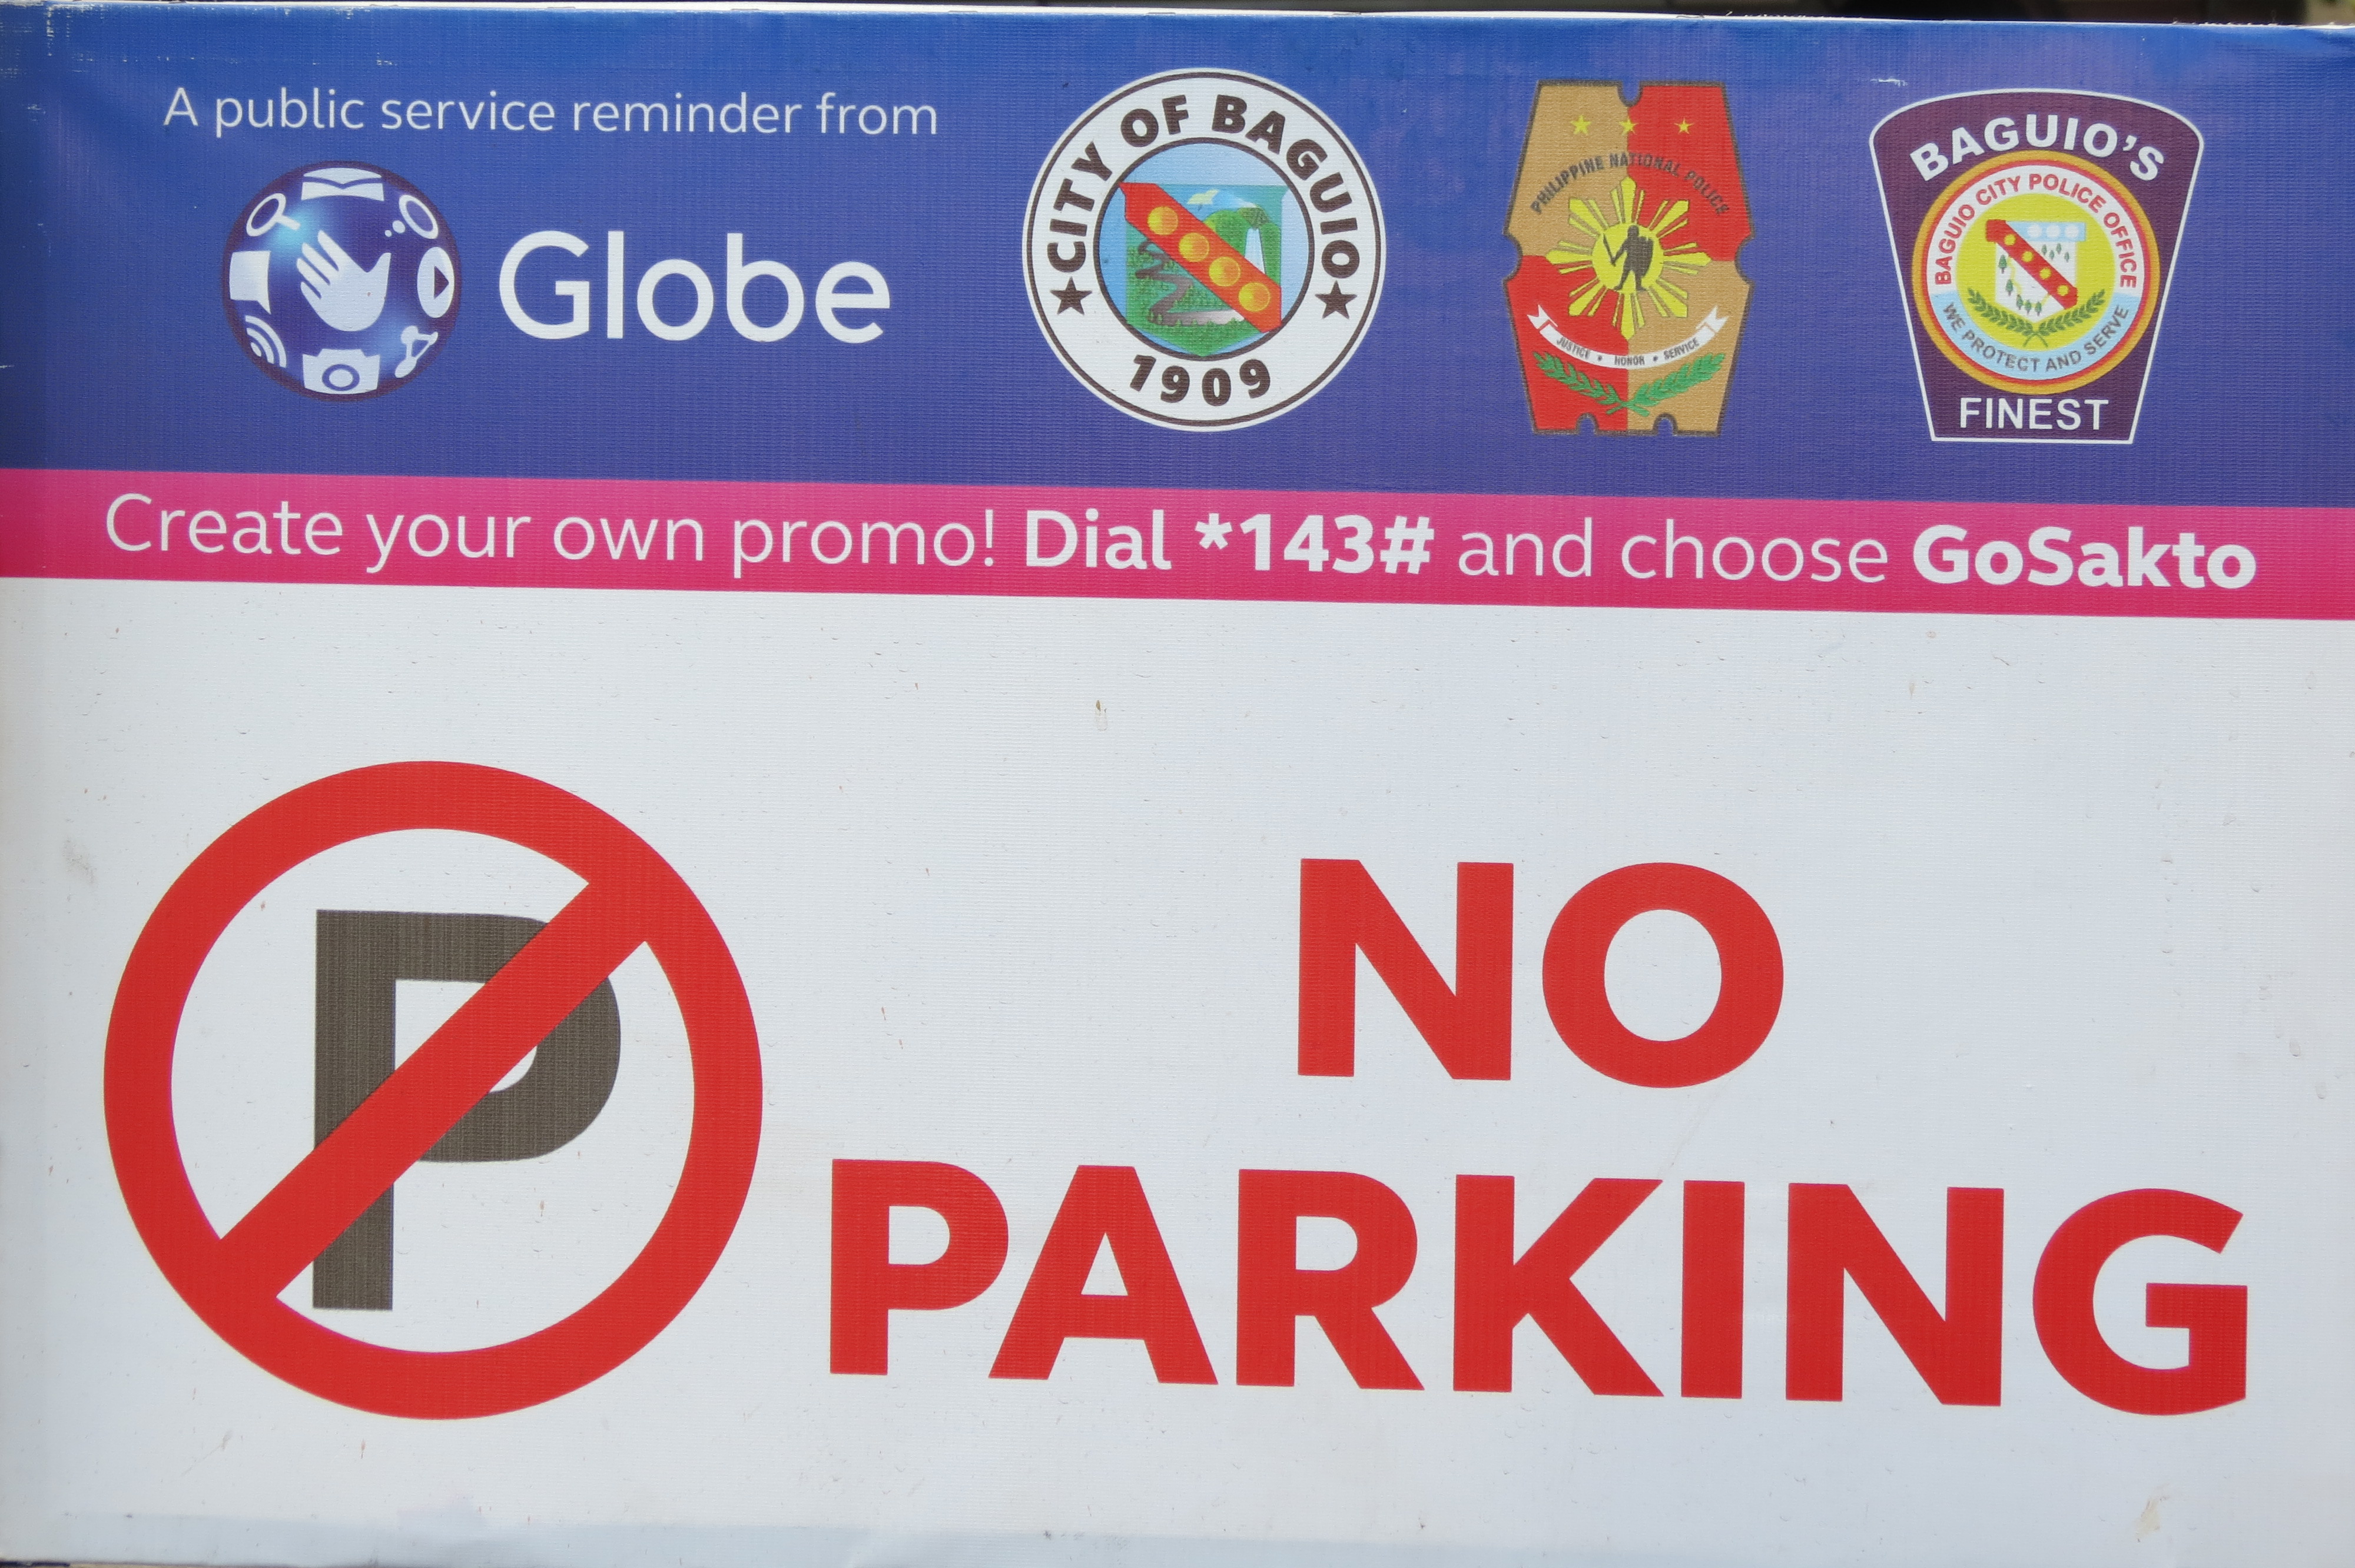 A public service reminder from
Globe
CITY OF BAGUIO
1909
PHILIPPINE NATIONAL POLICE
JUSTICE • HONOR • SERVICE
BAGUIO'S
BAGUIO CITY POLICE OFFICE
WE PROTECT AND SERVE
FINEST
Create your own promo! Dial *143# and choose GoSakto
P
NO
PARKING